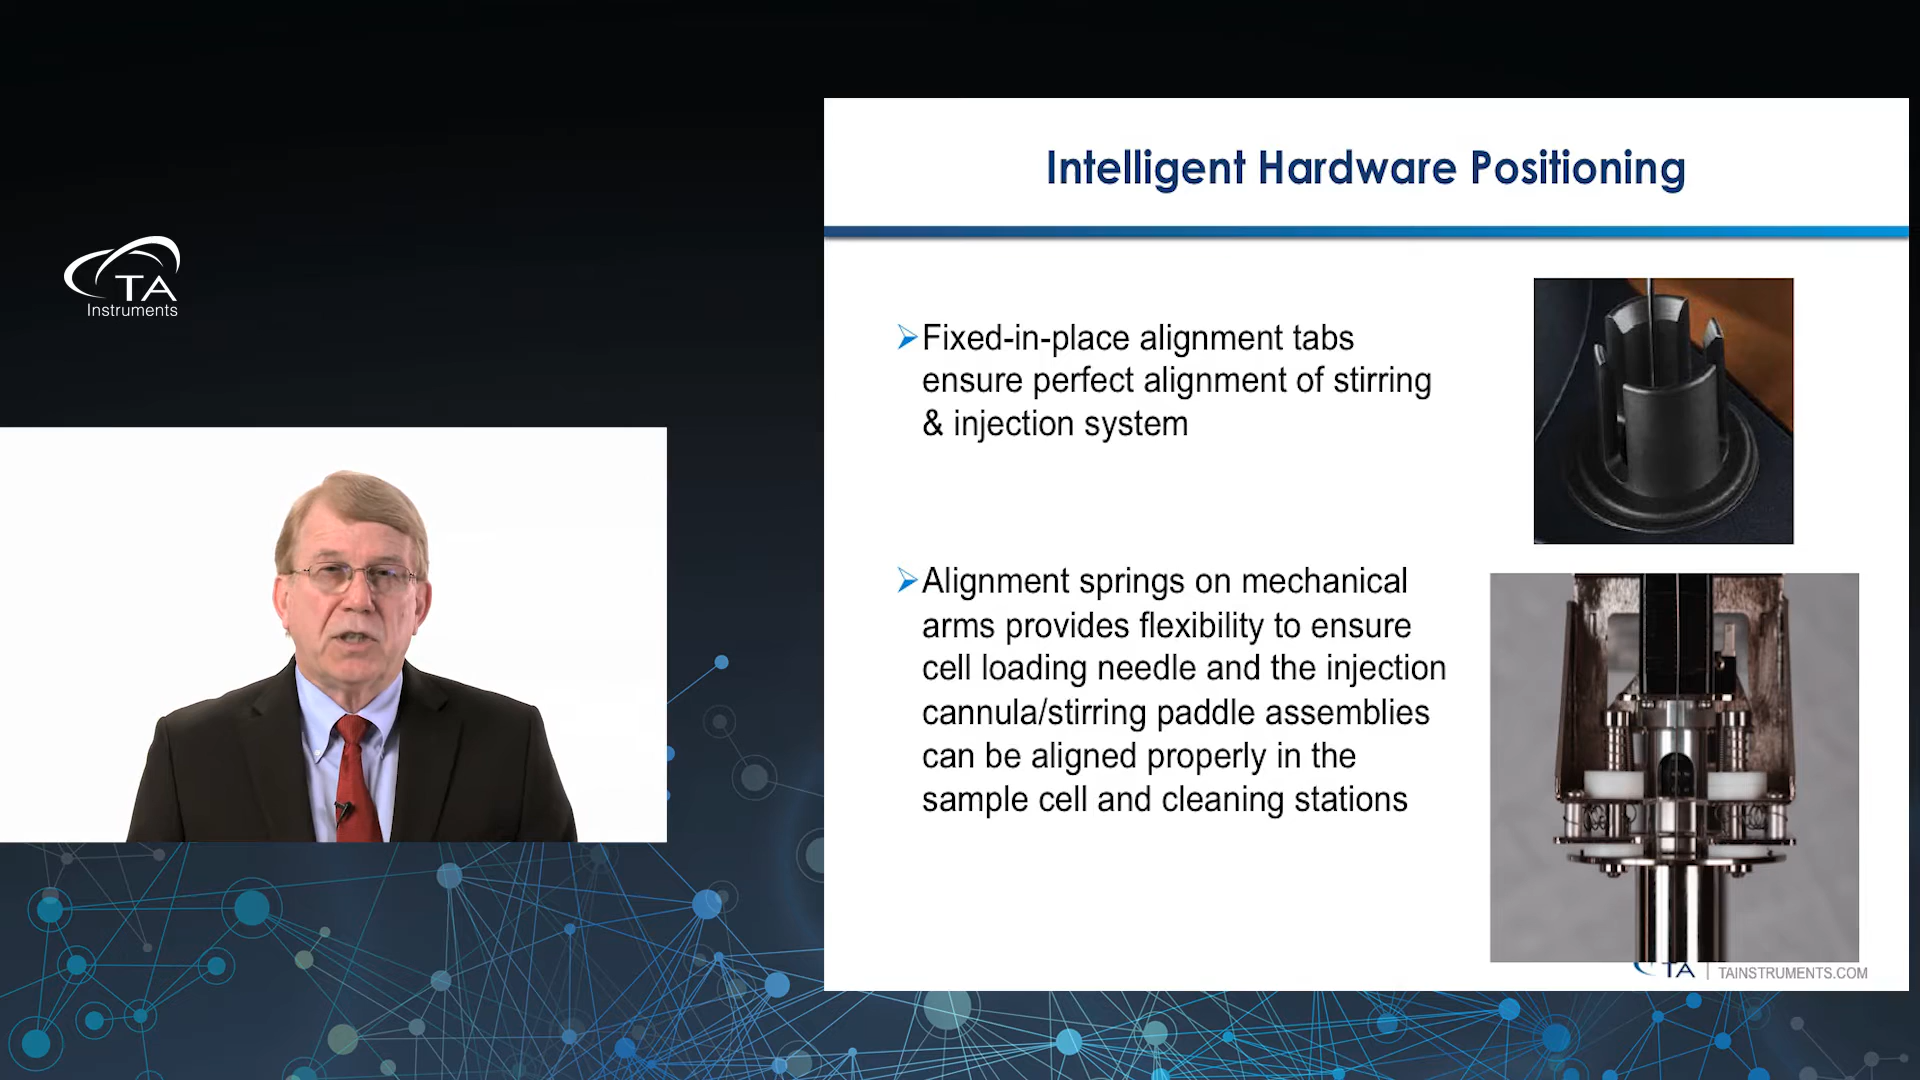 TA
Instruments
Intelligent Hardware Positioning
Fixed-in-place alignment tabs
ensure perfect alignment of stirring
& injection system
Alignment springs on mechanical
arms provides flexibility to ensure
cell loading needle and the injection
cannula/stirring paddle assemblies
can be aligned properly in the
sample cell and cleaning stations
TA | TAINSTRUMENTS.COM